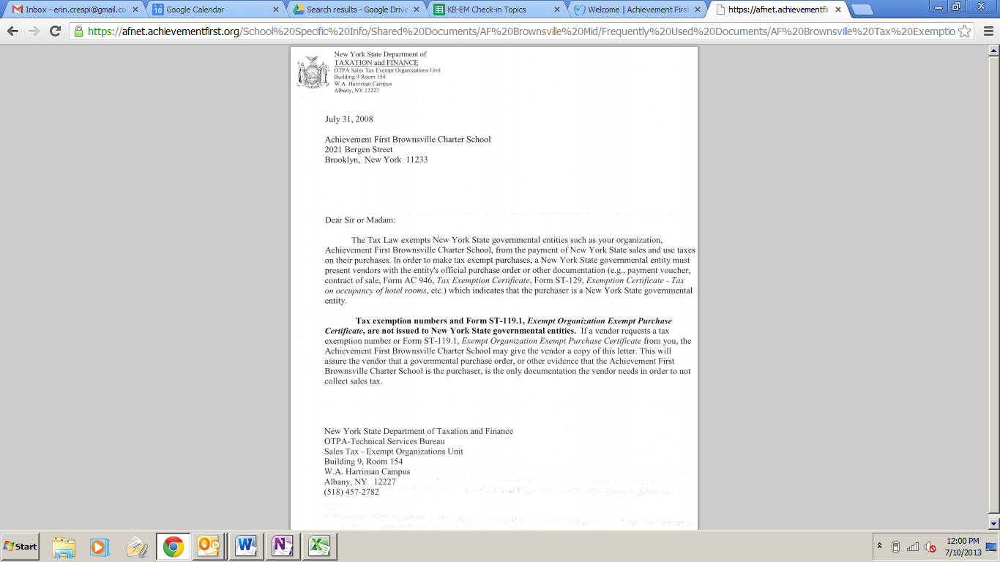 Inbox - erin.crespi@gmail.co
Google Calendar
Search results - Google Drive
KB-EM Check-in Topics
Welcome | Achievement First
https://afnet.achievementfir
https://afnet.achievementfirst.org/School%20Specific%20Info/Shared%20Documents/AF%20Brownsville%20Mid/Frequently%20Used%20Documents/AF%20Brownsville%20Tax%20Exemptio
New York State Department of
TAXATION and FINANCE
OTPA Sales Tax Exempt Organizations Unit
Building 9 Room 154
W.A. Harriman Campus
Albany, NY 12227
July 31, 2008
Achievement First Brownsville Charter School
2021 Bergen Street
Brooklyn, New York 11233
Dear Sir or Madam:
The Tax Law exempts New York State governmental entities such as your organization,
Achievement First Brownsville Charter School, from the payment of New York State sales and use taxes
on their purchases. In order to make tax exempt purchases, a New York State governmental entity must
present vendors with the entity's official purchase order or other documentation (e.g., payment voucher,
contract of sale, Form AC 946, Tax Exemption Certificate, Form ST-129, Exemption Certificate - Tax
on occupancy of hotel rooms, etc.) which indicates that the purchaser is a New York State governmental
entity.
Tax exemption numbers and Form ST-119.1, Exempt Organization Exempt Purchase
Certificate, are not issued to New York State governmental entities. If a vendor requests a tax
exemption number or Form ST-119.1, Exempt Organization Exempt Purchase Certificate from you, the
Achievement First Brownsville Charter School may give the vendor a copy of this letter. This will
assure the vendor that a governmental purchase order, or other evidence that the Achievement First
Brownsville Charter School is the purchaser, is the only documentation the vendor needs in order to not
collect sales tax.
New York State Department of Taxation and Finance
OTPA-Technical Services Bureau
Sales Tax - Exempt Organizations Unit
Building 9, Room 154
W.A. Harriman Campus
Albany, NY 12227
(518) 457-2782
Start
12:00 PM
7/10/2013